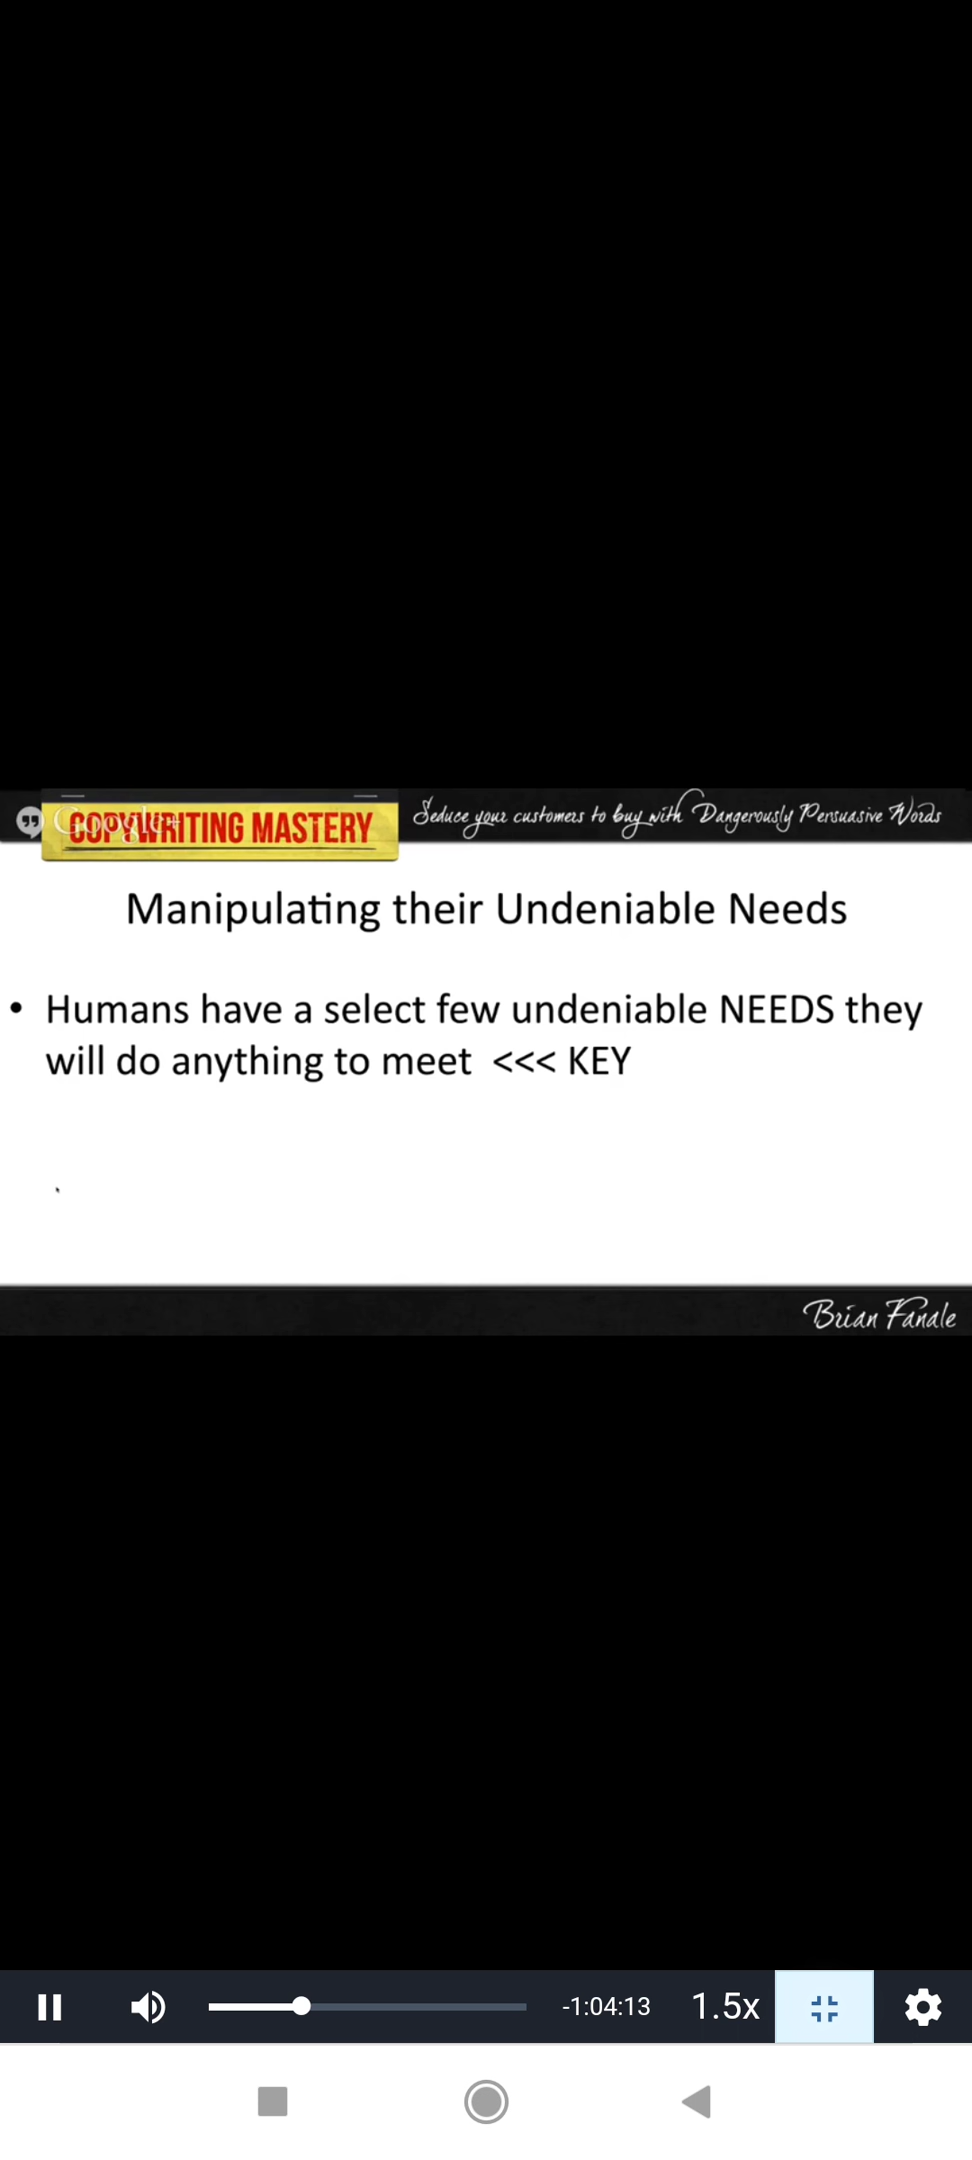 Google+
COPYWRITING MASTERY
Seduce your customers to buy with Dangerously Persuasive Words
Manipulating their Undeniable Needs
• Humans have a select few undeniable NEEDS they
will do anything to meet <<< KEY
Brian Fanale
-1:04:13 1.5x